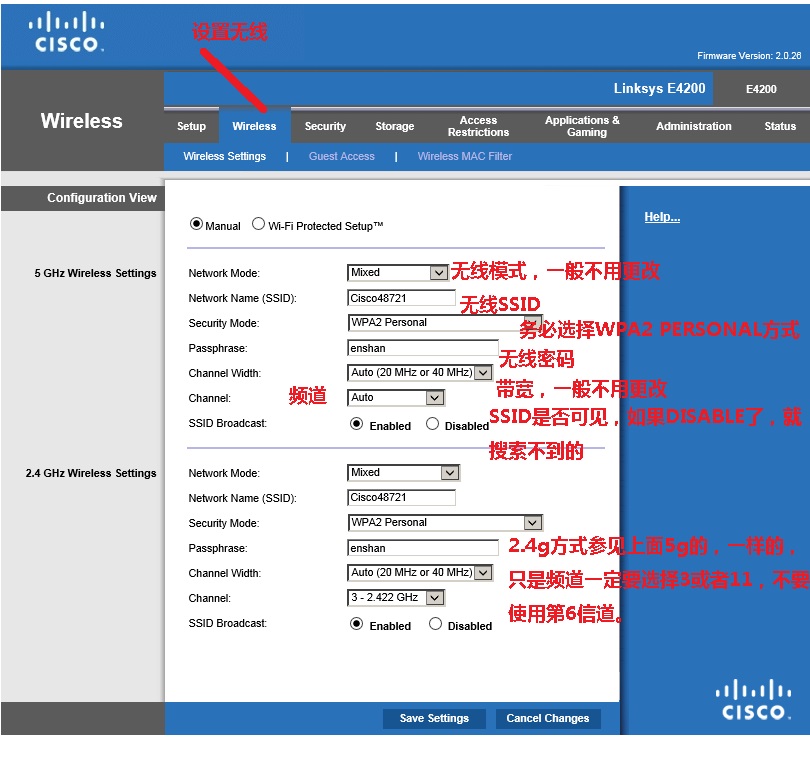 CISCO.
设置无线
Firmware Version: 2.0.26
Linksys E4200
E4200
Wireless
Setup
Wireless
Security
Storage
Access Restrictions
Applications & Gaming
Administration
Status
Wireless Settings | Guest Access | Wireless MAC Filter
Configuration View
Manual Wi-Fi Protected Setup™
Help...
5 GHz Wireless Settings
Network Mode: Mixed 无线模式，一般不用更改
Network Name (SSID): Cisco48721 无线SSID
Security Mode: WPA2 Personal 务必选择WPA2 PERSONAL方式
Passphrase: enshan 无线密码
Channel Width: Auto (20 MHz or 40 MHz) 带宽，一般不用更改
Channel: 频道 Auto
SSID Broadcast: Enabled Disabled SSID是否可见，如果DISABLE了，就
搜索不到的
2.4 GHz Wireless Settings
Network Mode: Mixed
Network Name (SSID): Cisco48721
Security Mode: WPA2 Personal
Passphrase: enshan 2.4g方式参见上面5g的，一样的，
Channel Width: Auto (20 MHz or 40 MHz) 只是频道一定要选择3或者11，不要
Channel: 3 - 2.422 GHz 使用第6信道。
SSID Broadcast: Enabled Disabled
CISCO.
Save Settings
Cancel Changes